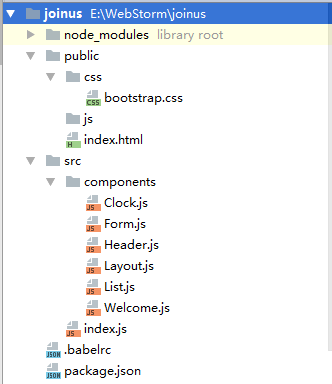 joinus E:\WebStorm\joinus
node_modules library root
public
css
bootstrap.css
js
index.html
src
components
Clock.js
Form.js
Header.js
Layout.js
List.js
Welcome.js
index.js
.babelrc
package.json